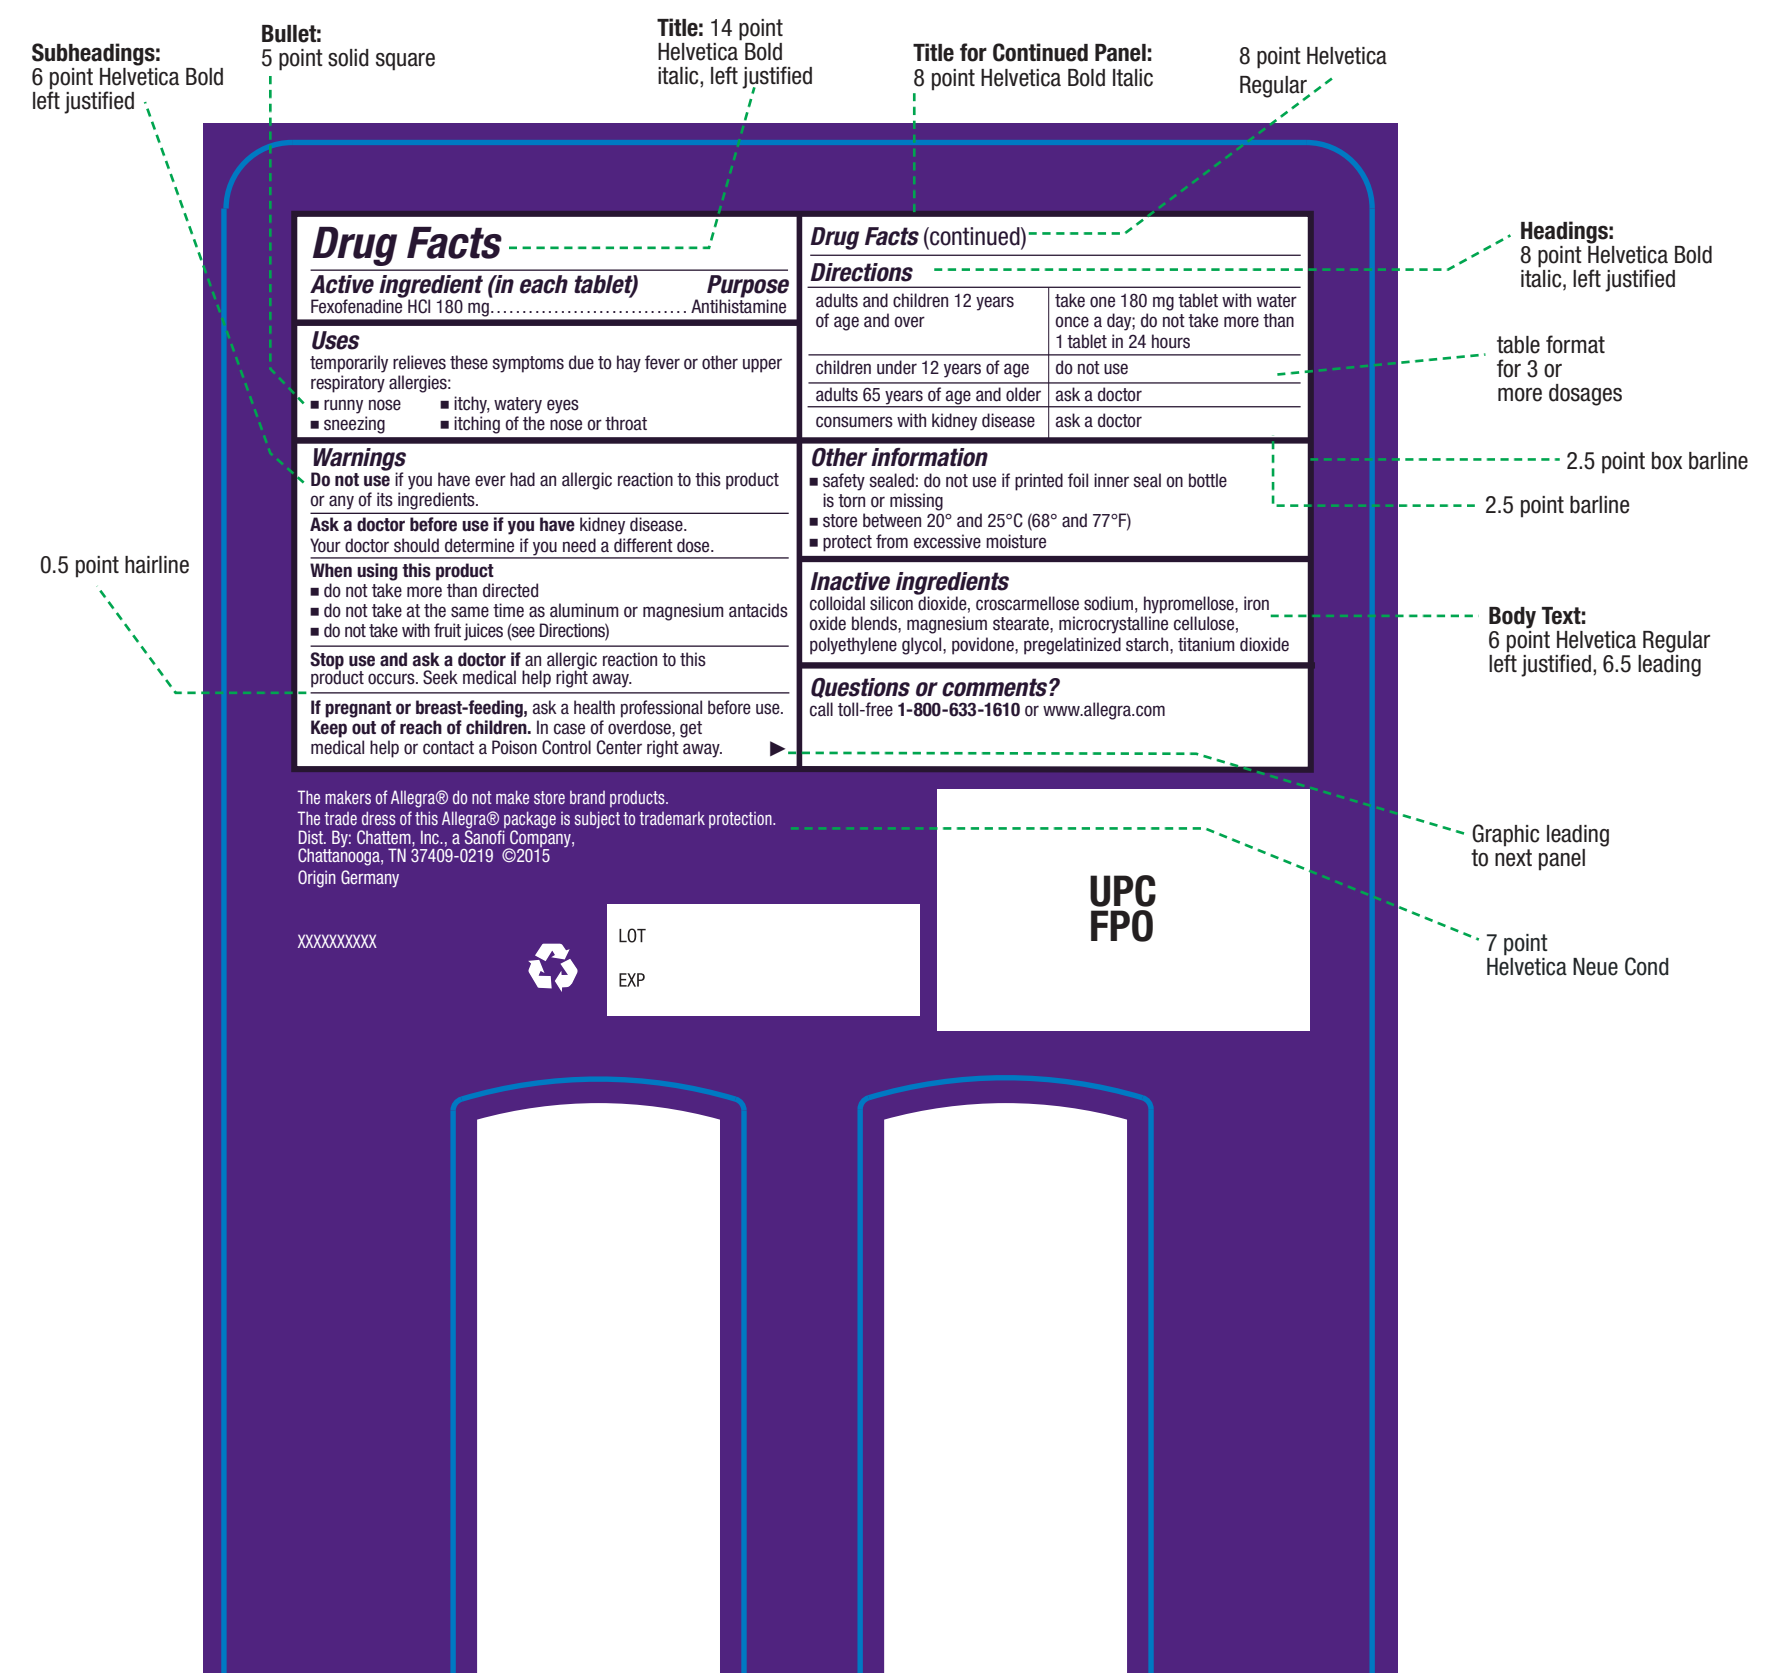 Subheadings:
6 point Helvetica Bold
left justified
Bullet:
5 point solid square
Title: 14 point
Helvetica Bold
italic, left justified
Title for Continued Panel:
8 point Helvetica Bold Italic
8 point Helvetica
Regular
Headings:
8 point Helvetica Bold
italic, left justified
table format
for 3 or
more dosages
2.5 point box barline
2.5 point barline
0.5 point hairline
Body Text:
6 point Helvetica Regular
left justified, 6.5 leading
Graphic leading
to next panel
7 point
Helvetica Neue Cond
Drug Facts
Active ingredient (in each tablet) Purpose
Fexofenadine HCl 180 mg............................... Antihistamine
Uses
temporarily relieves these symptoms due to hay fever or other upper
respiratory allergies:
■ runny nose ■ itchy, watery eyes
■ sneezing ■ itching of the nose or throat
Warnings
Do not use if you have ever had an allergic reaction to this product
or any of its ingredients.
Ask a doctor before use if you have kidney disease.
Your doctor should determine if you need a different dose.
When using this product
■ do not take more than directed
■ do not take at the same time as aluminum or magnesium antacids
■ do not take with fruit juices (see Directions)
Stop use and ask a doctor if an allergic reaction to this
product occurs. Seek medical help right away.
If pregnant or breast-feeding, ask a health professional before use.
Keep out of reach of children. In case of overdose, get
medical help or contact a Poison Control Center right away.
Drug Facts (continued)
Directions
adults and children 12 years
of age and over
take one 180 mg tablet with water
once a day; do not take more than
1 tablet in 24 hours
children under 12 years of age do not use
adults 65 years of age and older ask a doctor
consumers with kidney disease ask a doctor
Other information
■ safety sealed: do not use if printed foil inner seal on bottle
is torn or missing
■ store between 20° and 25°C (68° and 77°F)
■ protect from excessive moisture
Inactive ingredients
colloidal silicon dioxide, croscarmellose sodium, hypromellose, iron
oxide blends, magnesium stearate, microcrystalline cellulose,
polyethylene glycol, povidone, pregelatinized starch, titanium dioxide
Questions or comments?
call toll-free 1-800-633-1610 or www.allegra.com
The makers of Allegra® do not make store brand products.
The trade dress of this Allegra® package is subject to trademark protection.
Dist. By: Chattem, Inc., a Sanofi Company,
Chattanooga, TN 37409-0219 ©2015
Origin Germany
XXXXXXXXXX
LOT
EXP
UPC
FPO